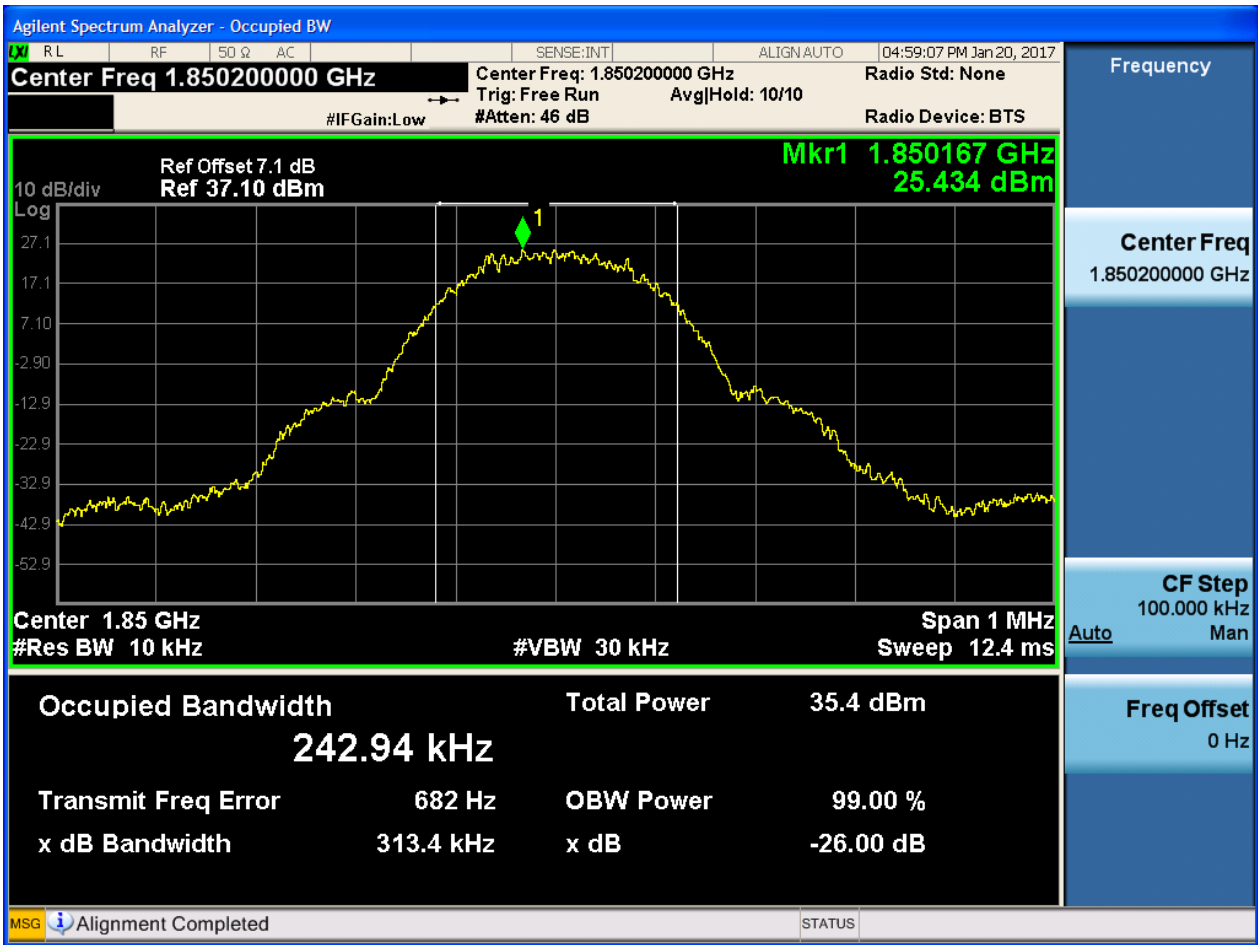 Agilent Spectrum Analyzer - Occupied BW
LXI RL RF 50 Ω AC SENSE:INT ALIGN AUTO 04:59:07 PM Jan 20, 2017
Center Freq 1.850200000 GHz
Center Freq: 1.850200000 GHz
Radio Std: None
Trig: Free Run Avg|Hold: 10/10
#IFGain:Low
#Atten: 46 dB
Radio Device: BTS
Mkr1 1.850167 GHz
25.434 dBm
Ref Offset 7.1 dB
10 dB/div Ref 37.10 dBm
Log
1
27.1
17.1
7.10
-2.90
-12.9
-22.9
-32.9
-42.9
-52.9
Center 1.85 GHz Span 1 MHz
#Res BW 10 kHz #VBW 30 kHz Sweep 12.4 ms
Occupied Bandwidth Total Power 35.4 dBm
242.94 kHz
Transmit Freq Error 682 Hz OBW Power 99.00 %
x dB Bandwidth 313.4 kHz x dB -26.00 dB
MSG Alignment Completed STATUS
Frequency
Center Freq
1.850200000 GHz
CF Step
100.000 kHz
Auto Man
Freq Offset
0 Hz